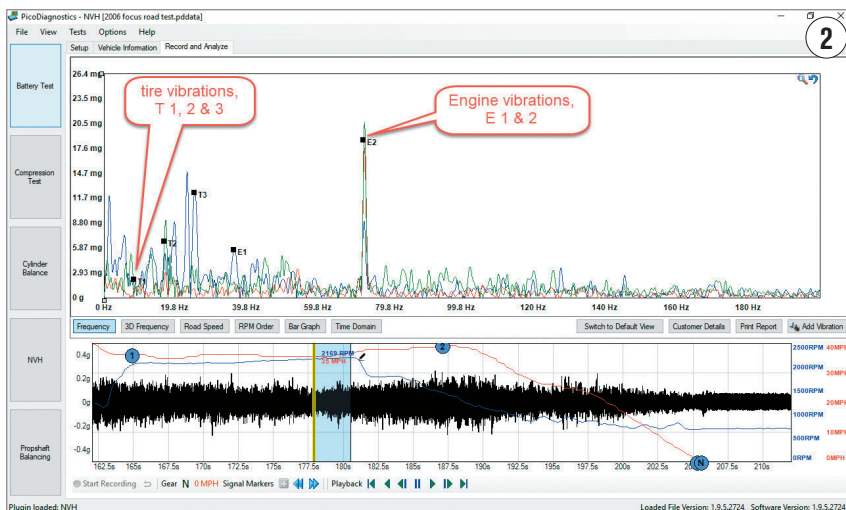 PicoDiagnostics - NVH [2006 focus road test.pddata]
File View Tests Options Help
2
Setup Vehicle Information Record and Analyze
Battery Test
Compression
Test
Cylinder
Balance
NVH
Propshaft
Balancing
26.4 mg
23.5 mg
20.5 mg
17.6 mg
14.7 mg
11.7 mg
8.80 mg
5.87 mg
2.93 mg
0 g
tire vibrations,
T 1, 2 & 3
Engine vibrations,
E 1 & 2
T1
T2
T3
E1
E2
0 Hz 19.8 Hz 39.8 Hz 59.8 Hz 79.8 Hz 99.8 Hz 120 Hz 140 Hz 160 Hz 180 Hz
Frequency 3D Frequency Road Speed RPM Order Bar Graph Time Domain Switch to Default View Customer Details Print Report Add Vibration
0.4g
0.2g
0g
-0.2g
-0.4g
1
2169 RPM
2
N
2500RPM 40MPH
2000RPM 30MPH
1500RPM
20MPH
1000RPM
10MPH
500RPM
0RPM 0MPH
162.5s 165s 167.5s 170s 172.5s 175s 177.5s 180s 182.5s 185s 187.5s 190s 192.5s 195s 197.5s 200s 202.5s 207.5s 210s
Start Recording Gear N 0 MPH Signal Markers Playback
Plugin loaded: NVH Loaded File Version: 1.9.5.2724, Software Version: 1.9.5.2724